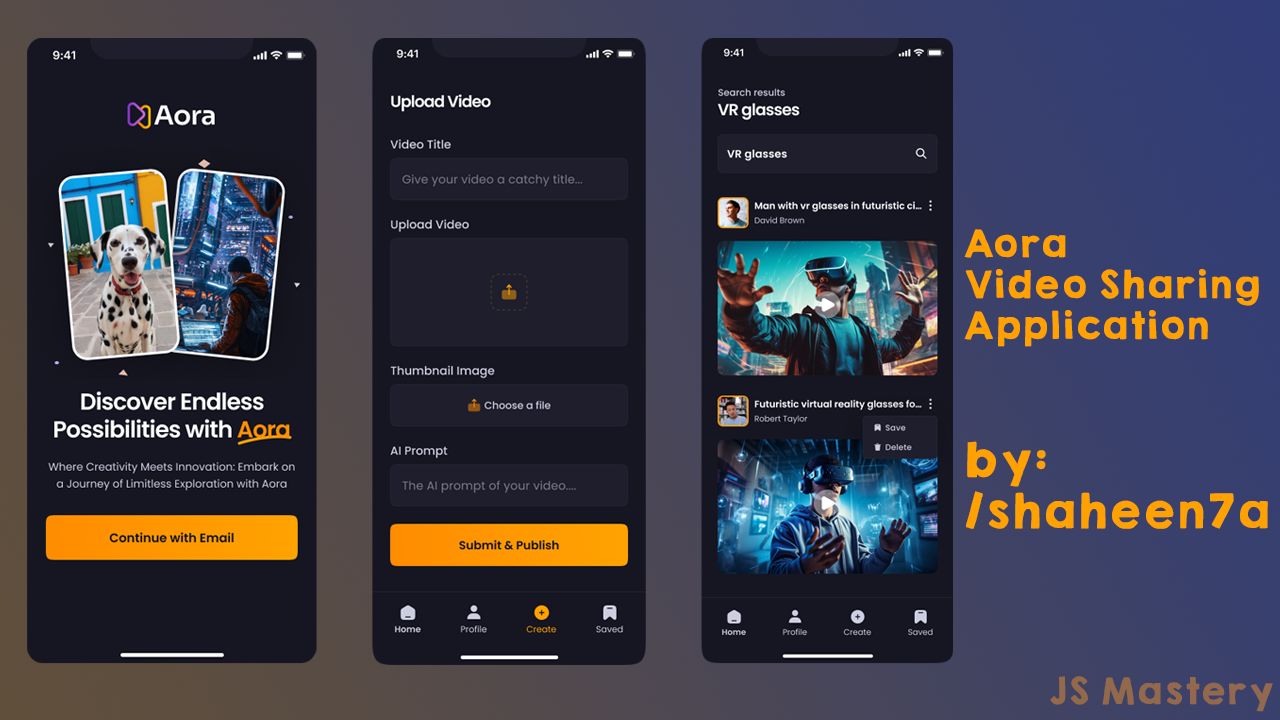 9:41
Aora
Discover Endless
Possibilities with Aora
Where Creativity Meets Innovation: Embark on
a Journey of Limitless Exploration with Aora
Continue with Email
9:41
Upload Video
Video Title
Give your video a catchy title...
Upload Video
Thumbnail Image
Choose a file
AI Prompt
The AI prompt of your video....
Submit & Publish
Home
Profile
Create
Saved
9:41
Search results
VR glasses
VR glasses
Man with vr glasses in futuristic ci...
David Brown
Futuristic virtual reality glasses fo...
Robert Taylor
Save
Delete
Home
Profile
Create
Saved
Aora
Video Sharing
Application
by:
/shaheen7a
JS Mastery